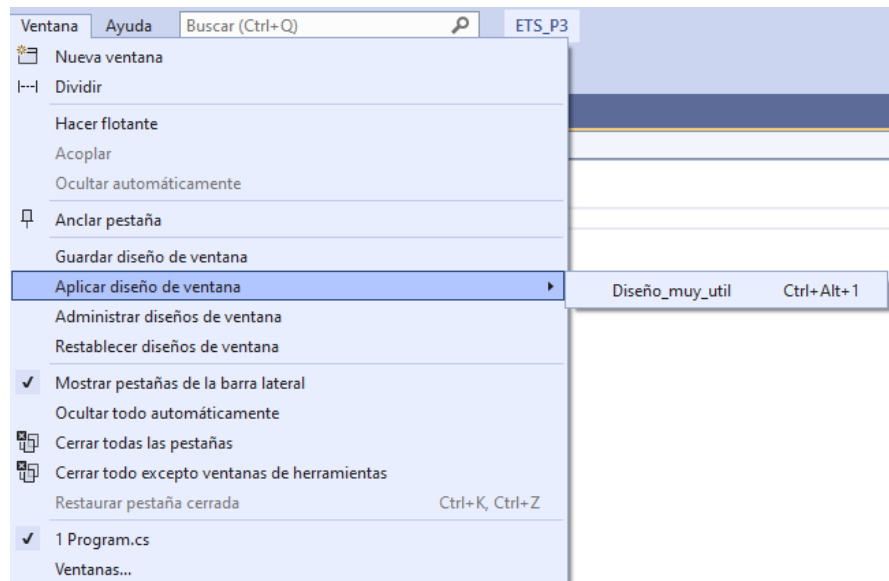 Ventana Ayuda Buscar (Ctrl+Q) ETS_P3
Nueva ventana
Dividir
Hacer flotante
Acoplar
Ocultar automáticamente
Anclar pestaña
Guardar diseño de ventana
Aplicar diseño de ventana
Diseño_muy_util Ctrl+Alt+1
Administrar diseños de ventana
Restablecer diseños de ventana
Mostrar pestañas de la barra lateral
Ocultar todo automáticamente
Cerrar todas las pestañas
Cerrar todo excepto ventanas de herramientas
Restaurar pestaña cerrada Ctrl+K, Ctrl+Z
1 Program.cs
Ventanas...